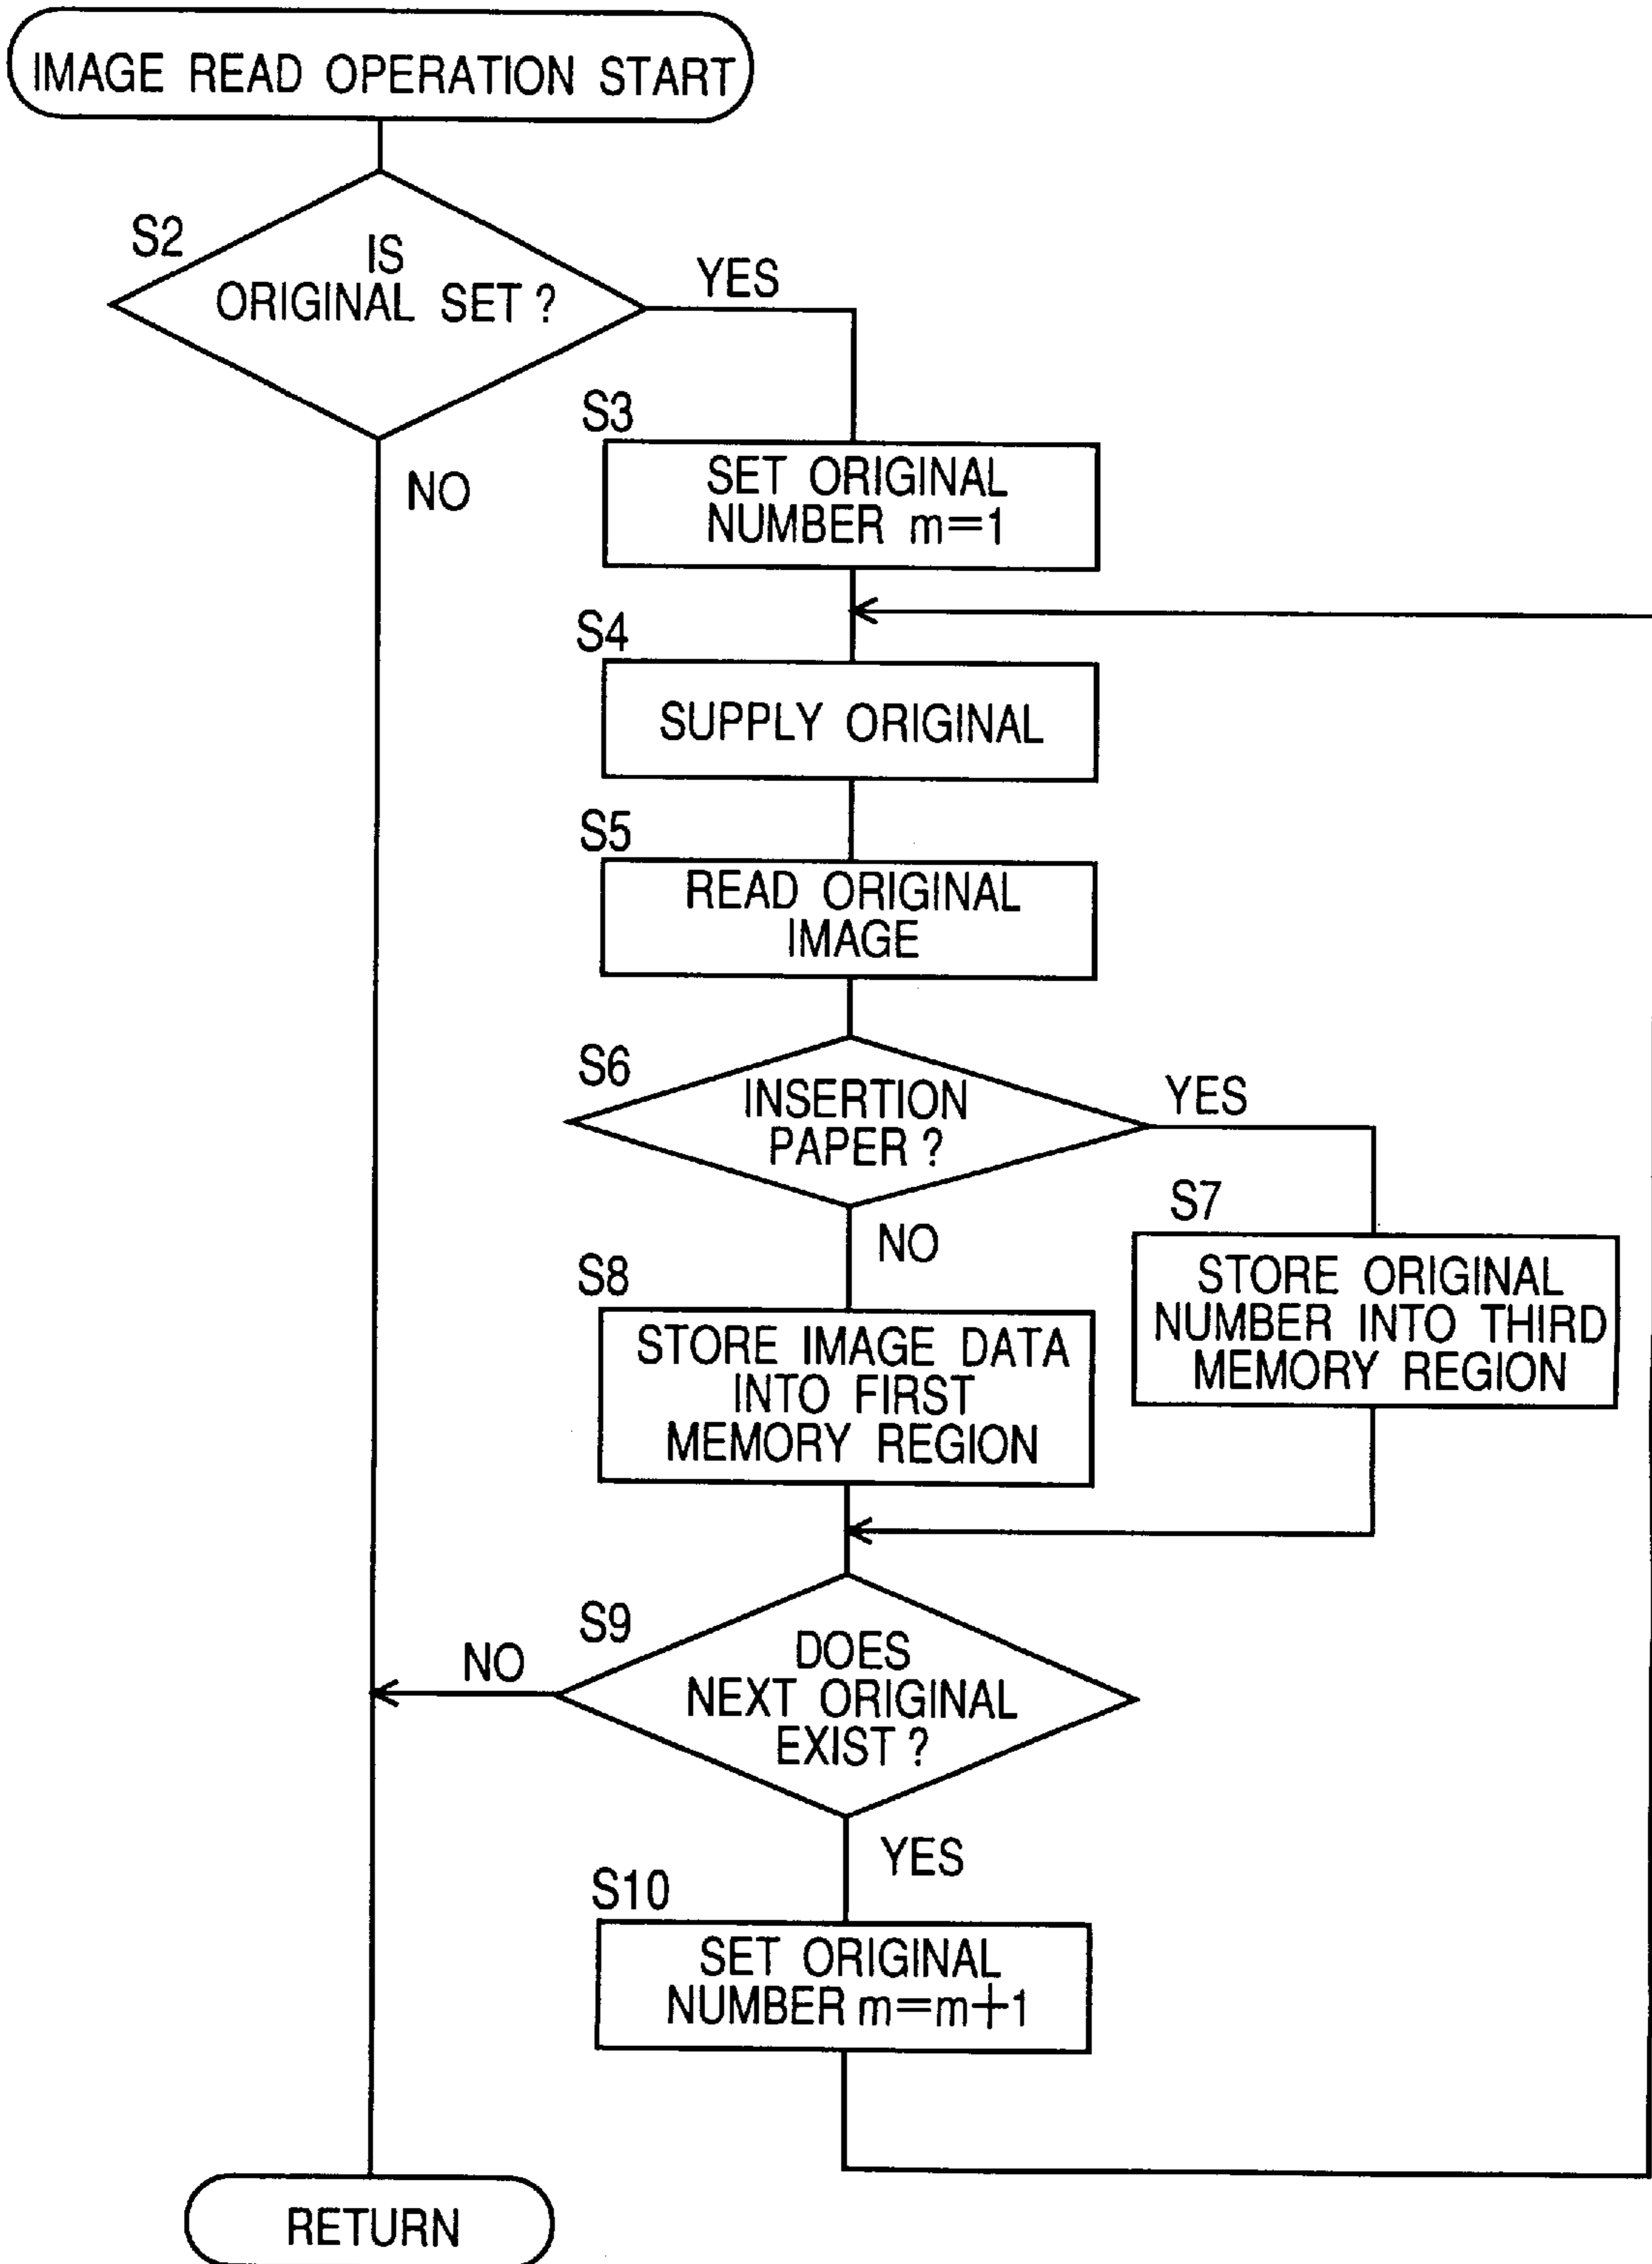 IMAGE READ OPERATION START
S2
IS
ORIGINAL SET ?
YES
NO
S3
SET ORIGINAL
NUMBER m=1
S4
SUPPLY ORIGINAL
S5
READ ORIGINAL
IMAGE
S6
INSERTION
PAPER ?
YES
NO
S7
STORE ORIGINAL
NUMBER INTO THIRD
MEMORY REGION
S8
STORE IMAGE DATA
INTO FIRST
MEMORY REGION
S9
DOES
NEXT ORIGINAL
EXIST ?
NO
YES
S10
SET ORIGINAL
NUMBER m=m+1
RETURN